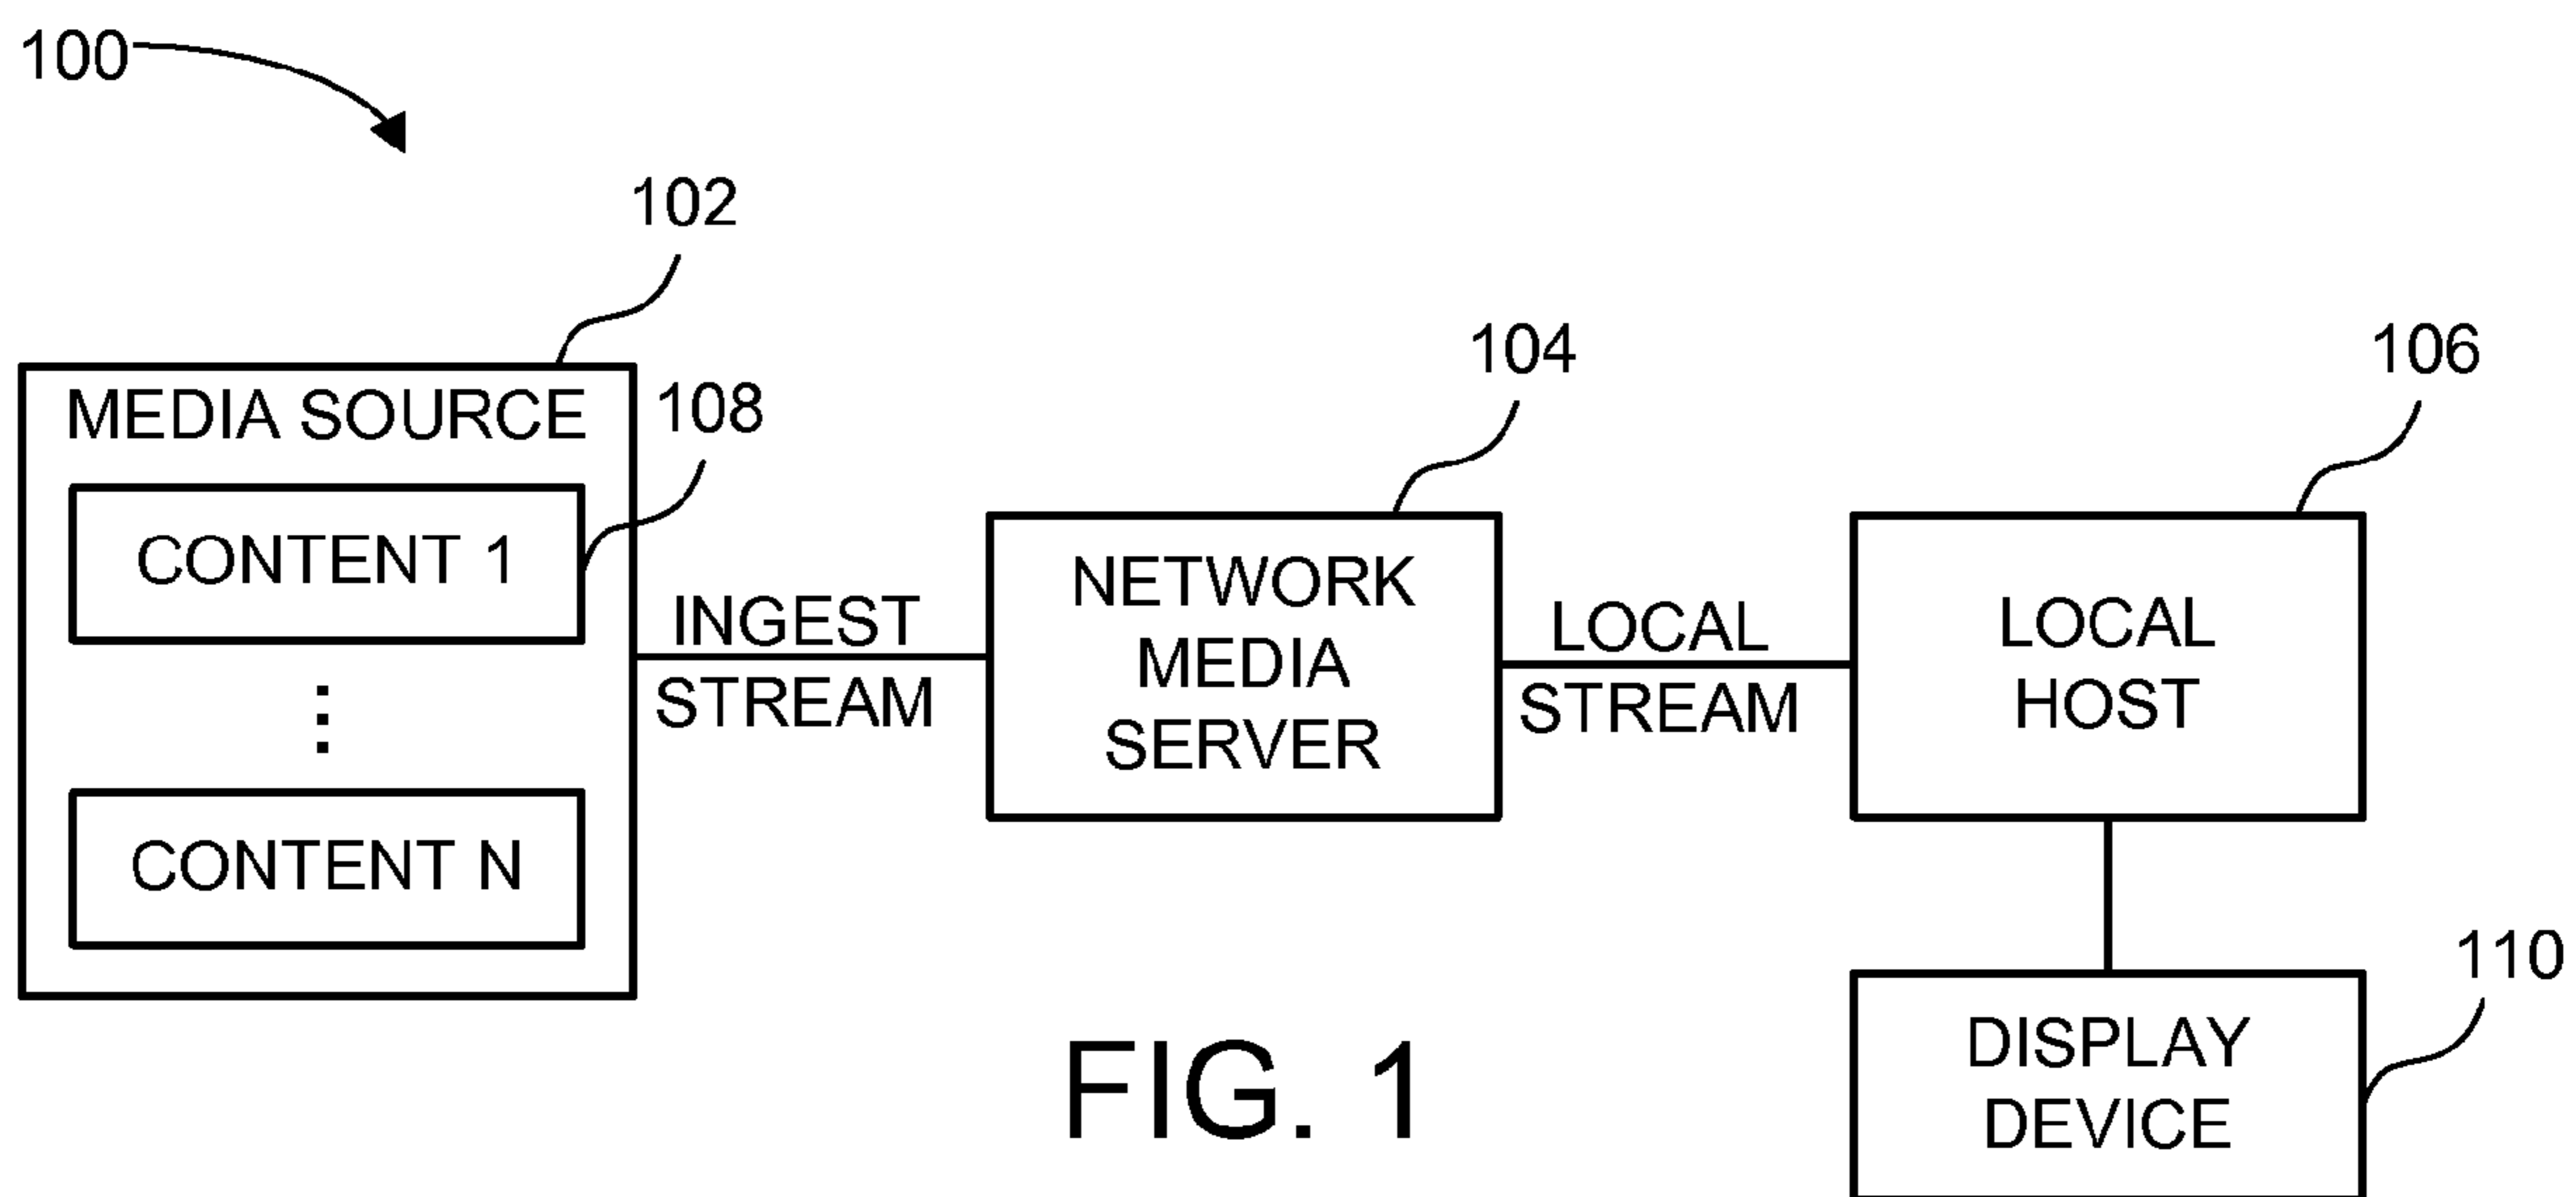 100
102
MEDIA SOURCE
108
CONTENT 1
CONTENT N
INGEST
STREAM
104
NETWORK
MEDIA
SERVER
LOCAL
STREAM
106
LOCAL
HOST
110
DISPLAY
DEVICE
FIG. 1